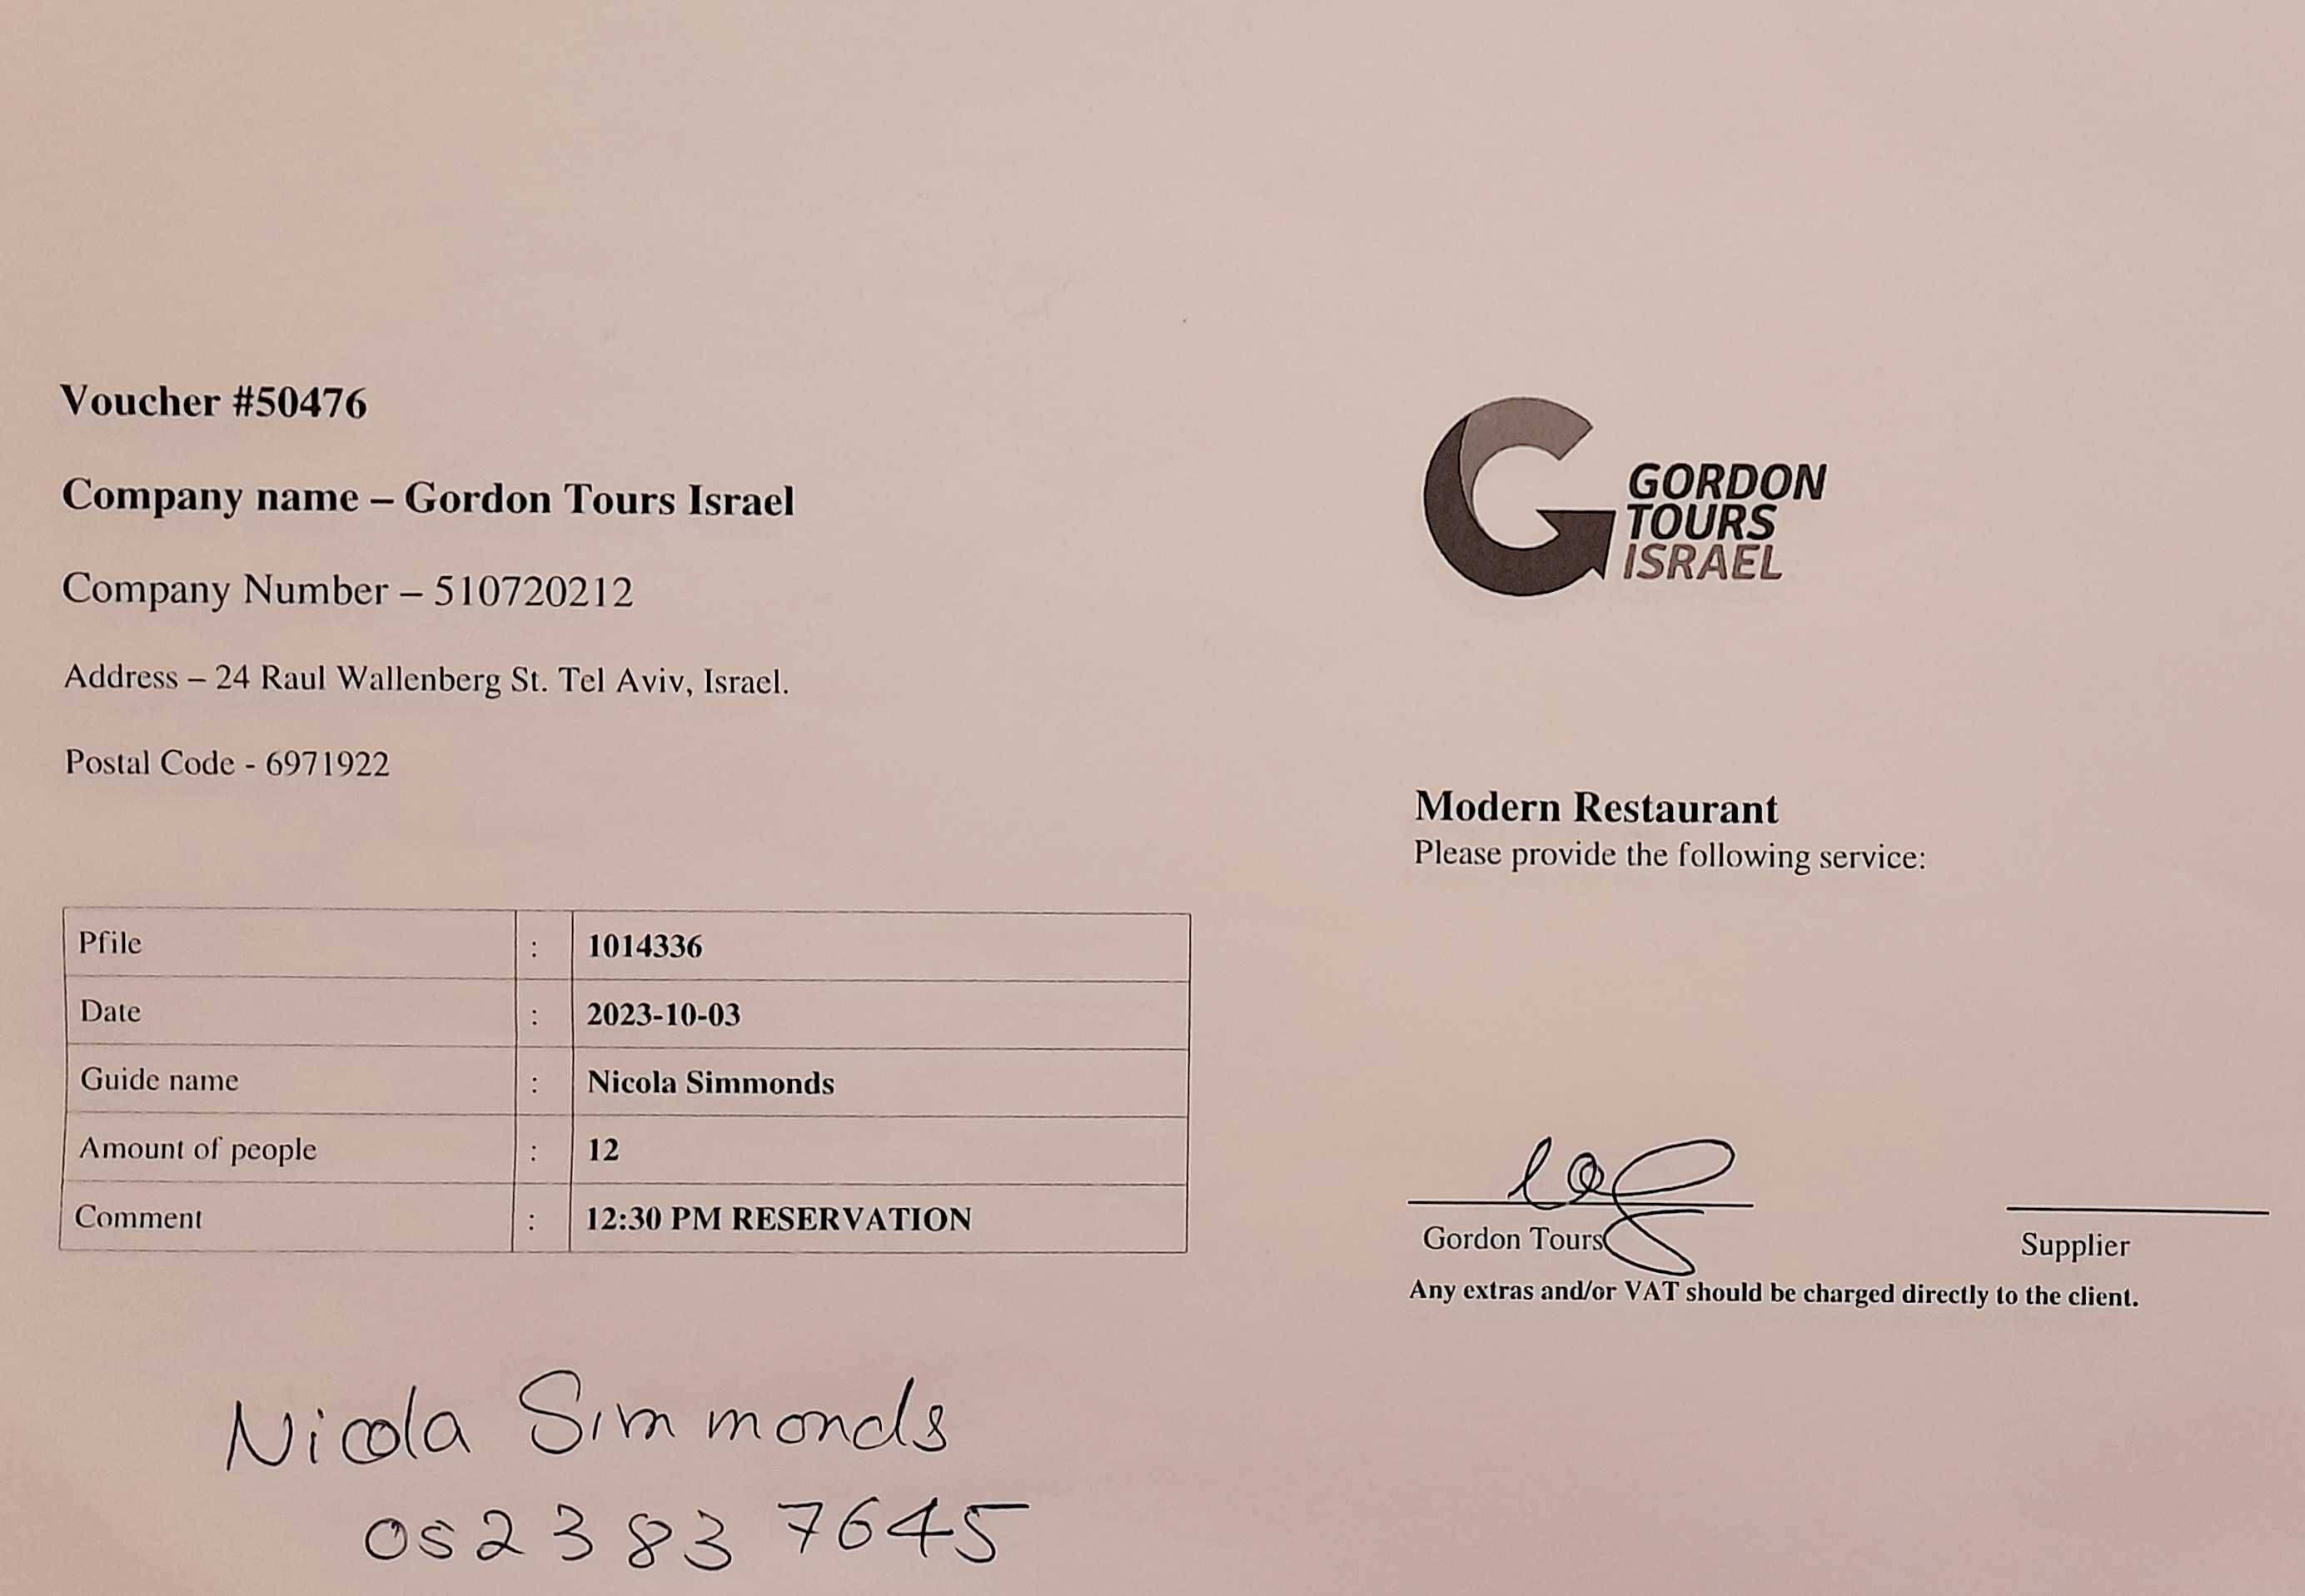 Voucher #50476
Company name – Gordon Tours Israel
Company Number – 510720212
Address – 24 Raul Wallenberg St. Tel Aviv, Israel.
Postal Code - 6971922
GORDON
TOURS
ISRAEL
Modern Restaurant
Please provide the following service:
Pfile : 1014336
Date : 2023-10-03
Guide name : Nicola Simmonds
Amount of people : 12
Comment : 12:30 PM RESERVATION
Gordon Tours
Supplier
Any extras and/or VAT should be charged directly to the client.
Nicola Simmonds
052 383 7645